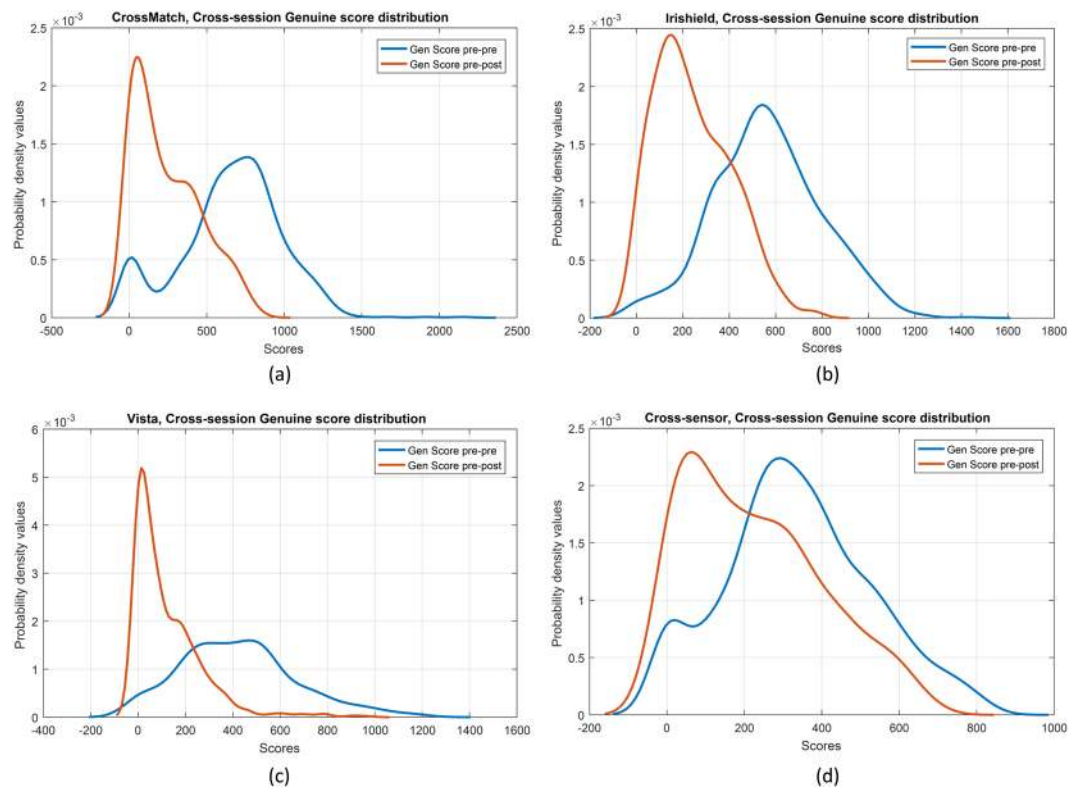 CrossMatch, Cross-session Genuine score distribution
×10⁻³
2.5
2
1.5
1
0.5
0
Probability density values
Gen Score pre-pre
Gen Score pre-post
-500 0 500 1000 1500 2000 2500
Scores
(a)
Irishield, Cross-session Genuine score distribution
×10⁻³
2.5
2
1.5
1
0.5
0
Probability density values
Gen Score pre-pre
Gen Score pre-post
-200 0 200 400 600 800 1000 1200 1400 1600 1800
Scores
(b)
Vista, Cross-session Genuine score distribution
×10⁻³
6
5
4
3
2
1
0
Probability density values
Gen Score pre-pre
Gen Score pre-post
-400 -200 0 200 400 600 800 1000 1200 1400 1600
Scores
(c)
Cross-sensor, Cross-session Genuine score distribution
×10⁻³
2.5
2
1.5
1
0.5
0
Probability density values
Gen Score pre-pre
Gen Score pre-post
-200 0 200 400 600 800 1000
Scores
(d)